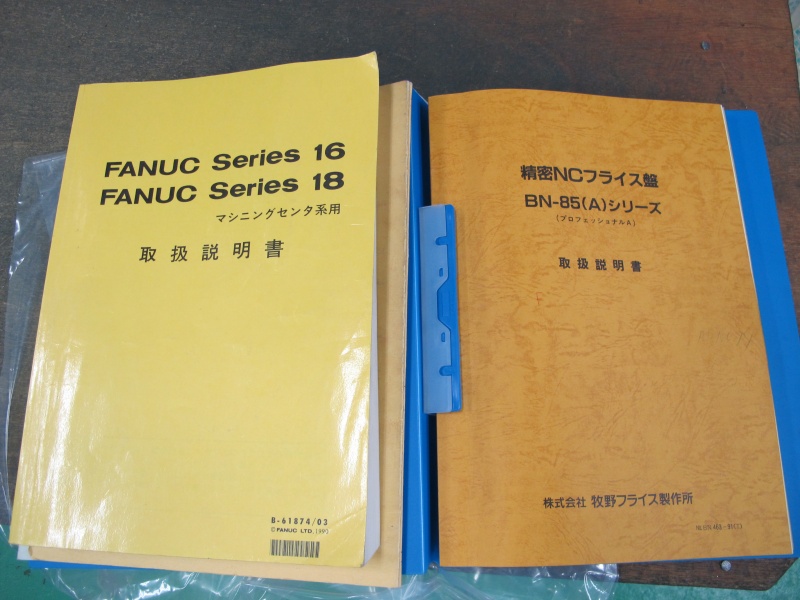 FANUC Series 16
FANUC Series 18
マシニングセンタ系用
取扱説明書
B-61874/03
©FANUC LTD.
精密NCフライス盤
BN-85(A)シリーズ
(プロフェッショナルA)
取扱説明書
株式会社 牧野フライス製作所